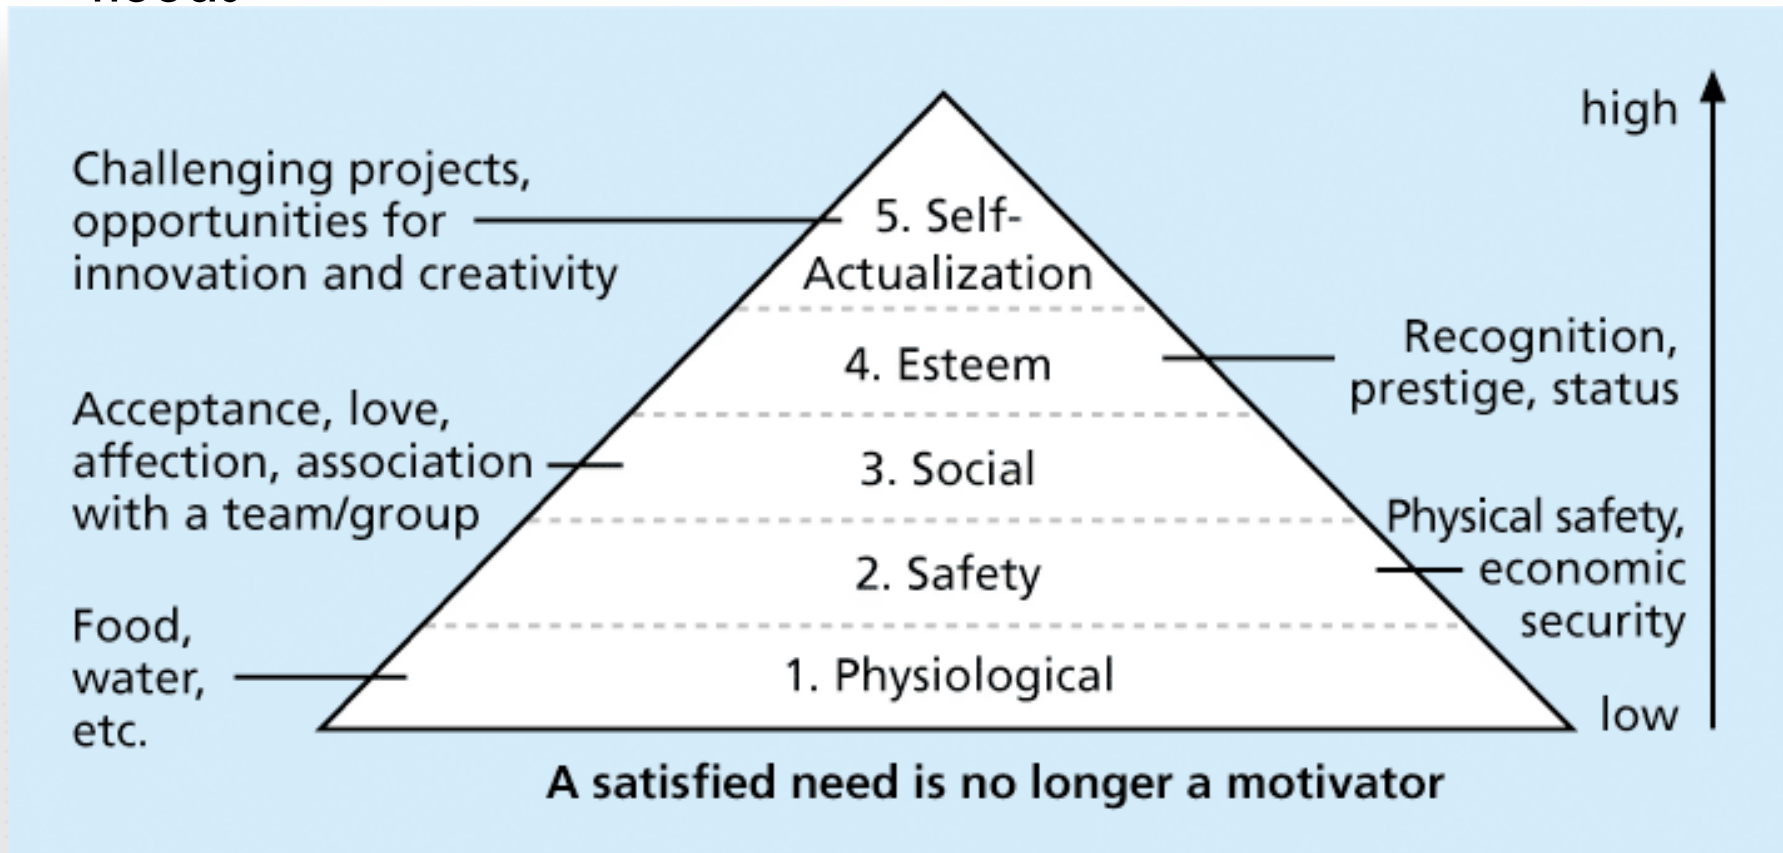 high
Challenging projects,
opportunities for
innovation and creativity
5. Self-
Actualization
Recognition,
prestige, status
4. Esteem
Acceptance, love,
affection, association
with a team/group
3. Social
Physical safety,
economic
security
2. Safety
Food,
water,
etc.
1. Physiological
low
A satisfied need is no longer a motivator